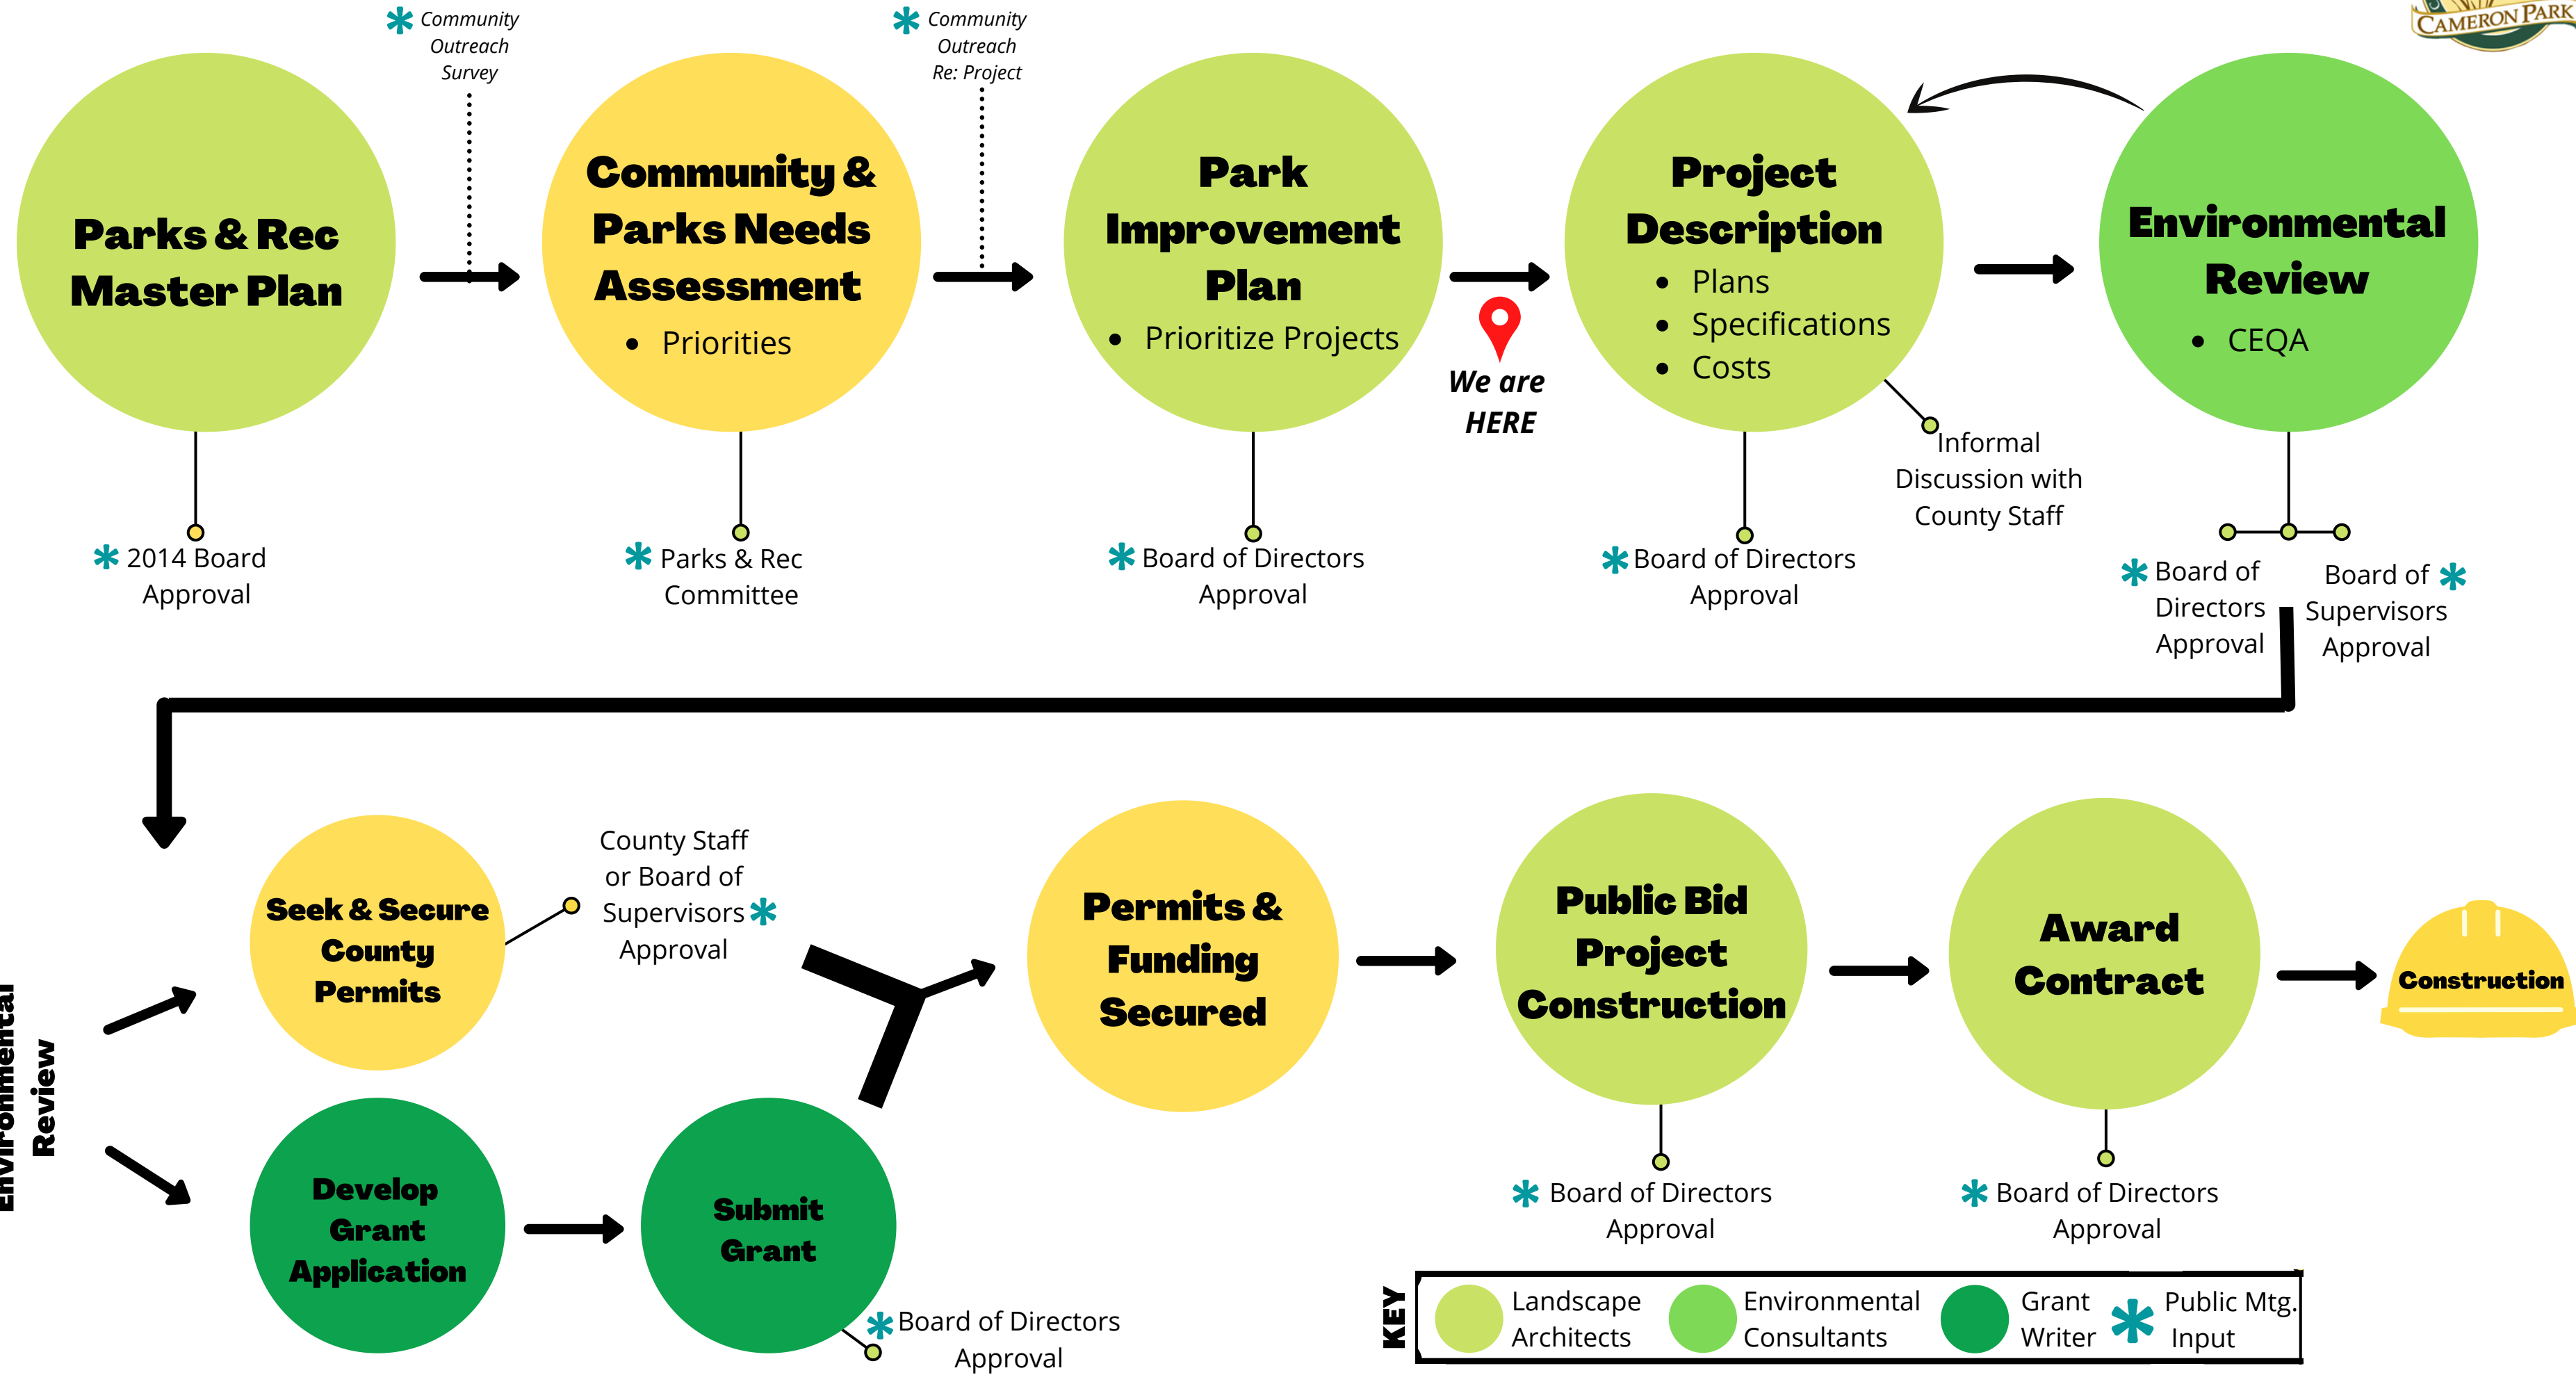 * Community
Outreach
Survey
* Community
Outreach
Re: Project
CAMERON PARK
Parks & Rec
Master Plan
* 2014 Board
Approval
Community &
Parks Needs
Assessment
• Priorities
* Parks & Rec
Committee
Park
Improvement
Plan
• Prioritize Projects
* Board of Directors
Approval
We are
HERE
Project
Description
• Plans
• Specifications
• Costs
* Board of Directors
Approval
Informal
Discussion with
County Staff
Environmental
Review
• CEQA
* Board of
Directors
Approval
Board of *
Supervisors
Approval
Environmental
Review
Seek & Secure
County
Permits
County Staff
or Board of
Supervisors *
Approval
Develop
Grant
Application
Submit
Grant
* Board of Directors
Approval
Permits &
Funding
Secured
Public Bid
Project
Construction
* Board of Directors
Approval
Award
Contract
* Board of Directors
Approval
Construction
KEY
Landscape
Architects
Environmental
Consultants
Grant
Writer
* Public Mtg.
Input